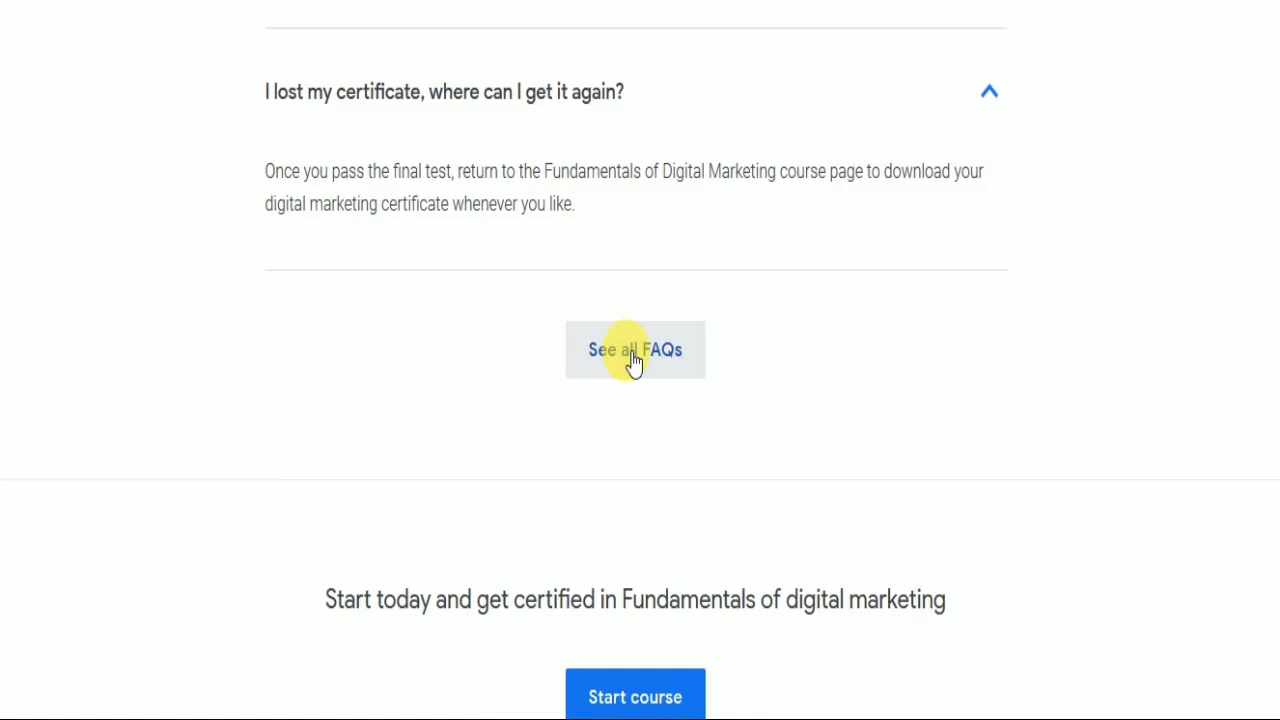 I lost my certificate, where can I get it again?
Once you pass the final test, return to the Fundamentals of Digital Marketing course page to download your
digital marketing certificate whenever you like.
See all FAQs
Start today and get certified in Fundamentals of digital marketing
Start course